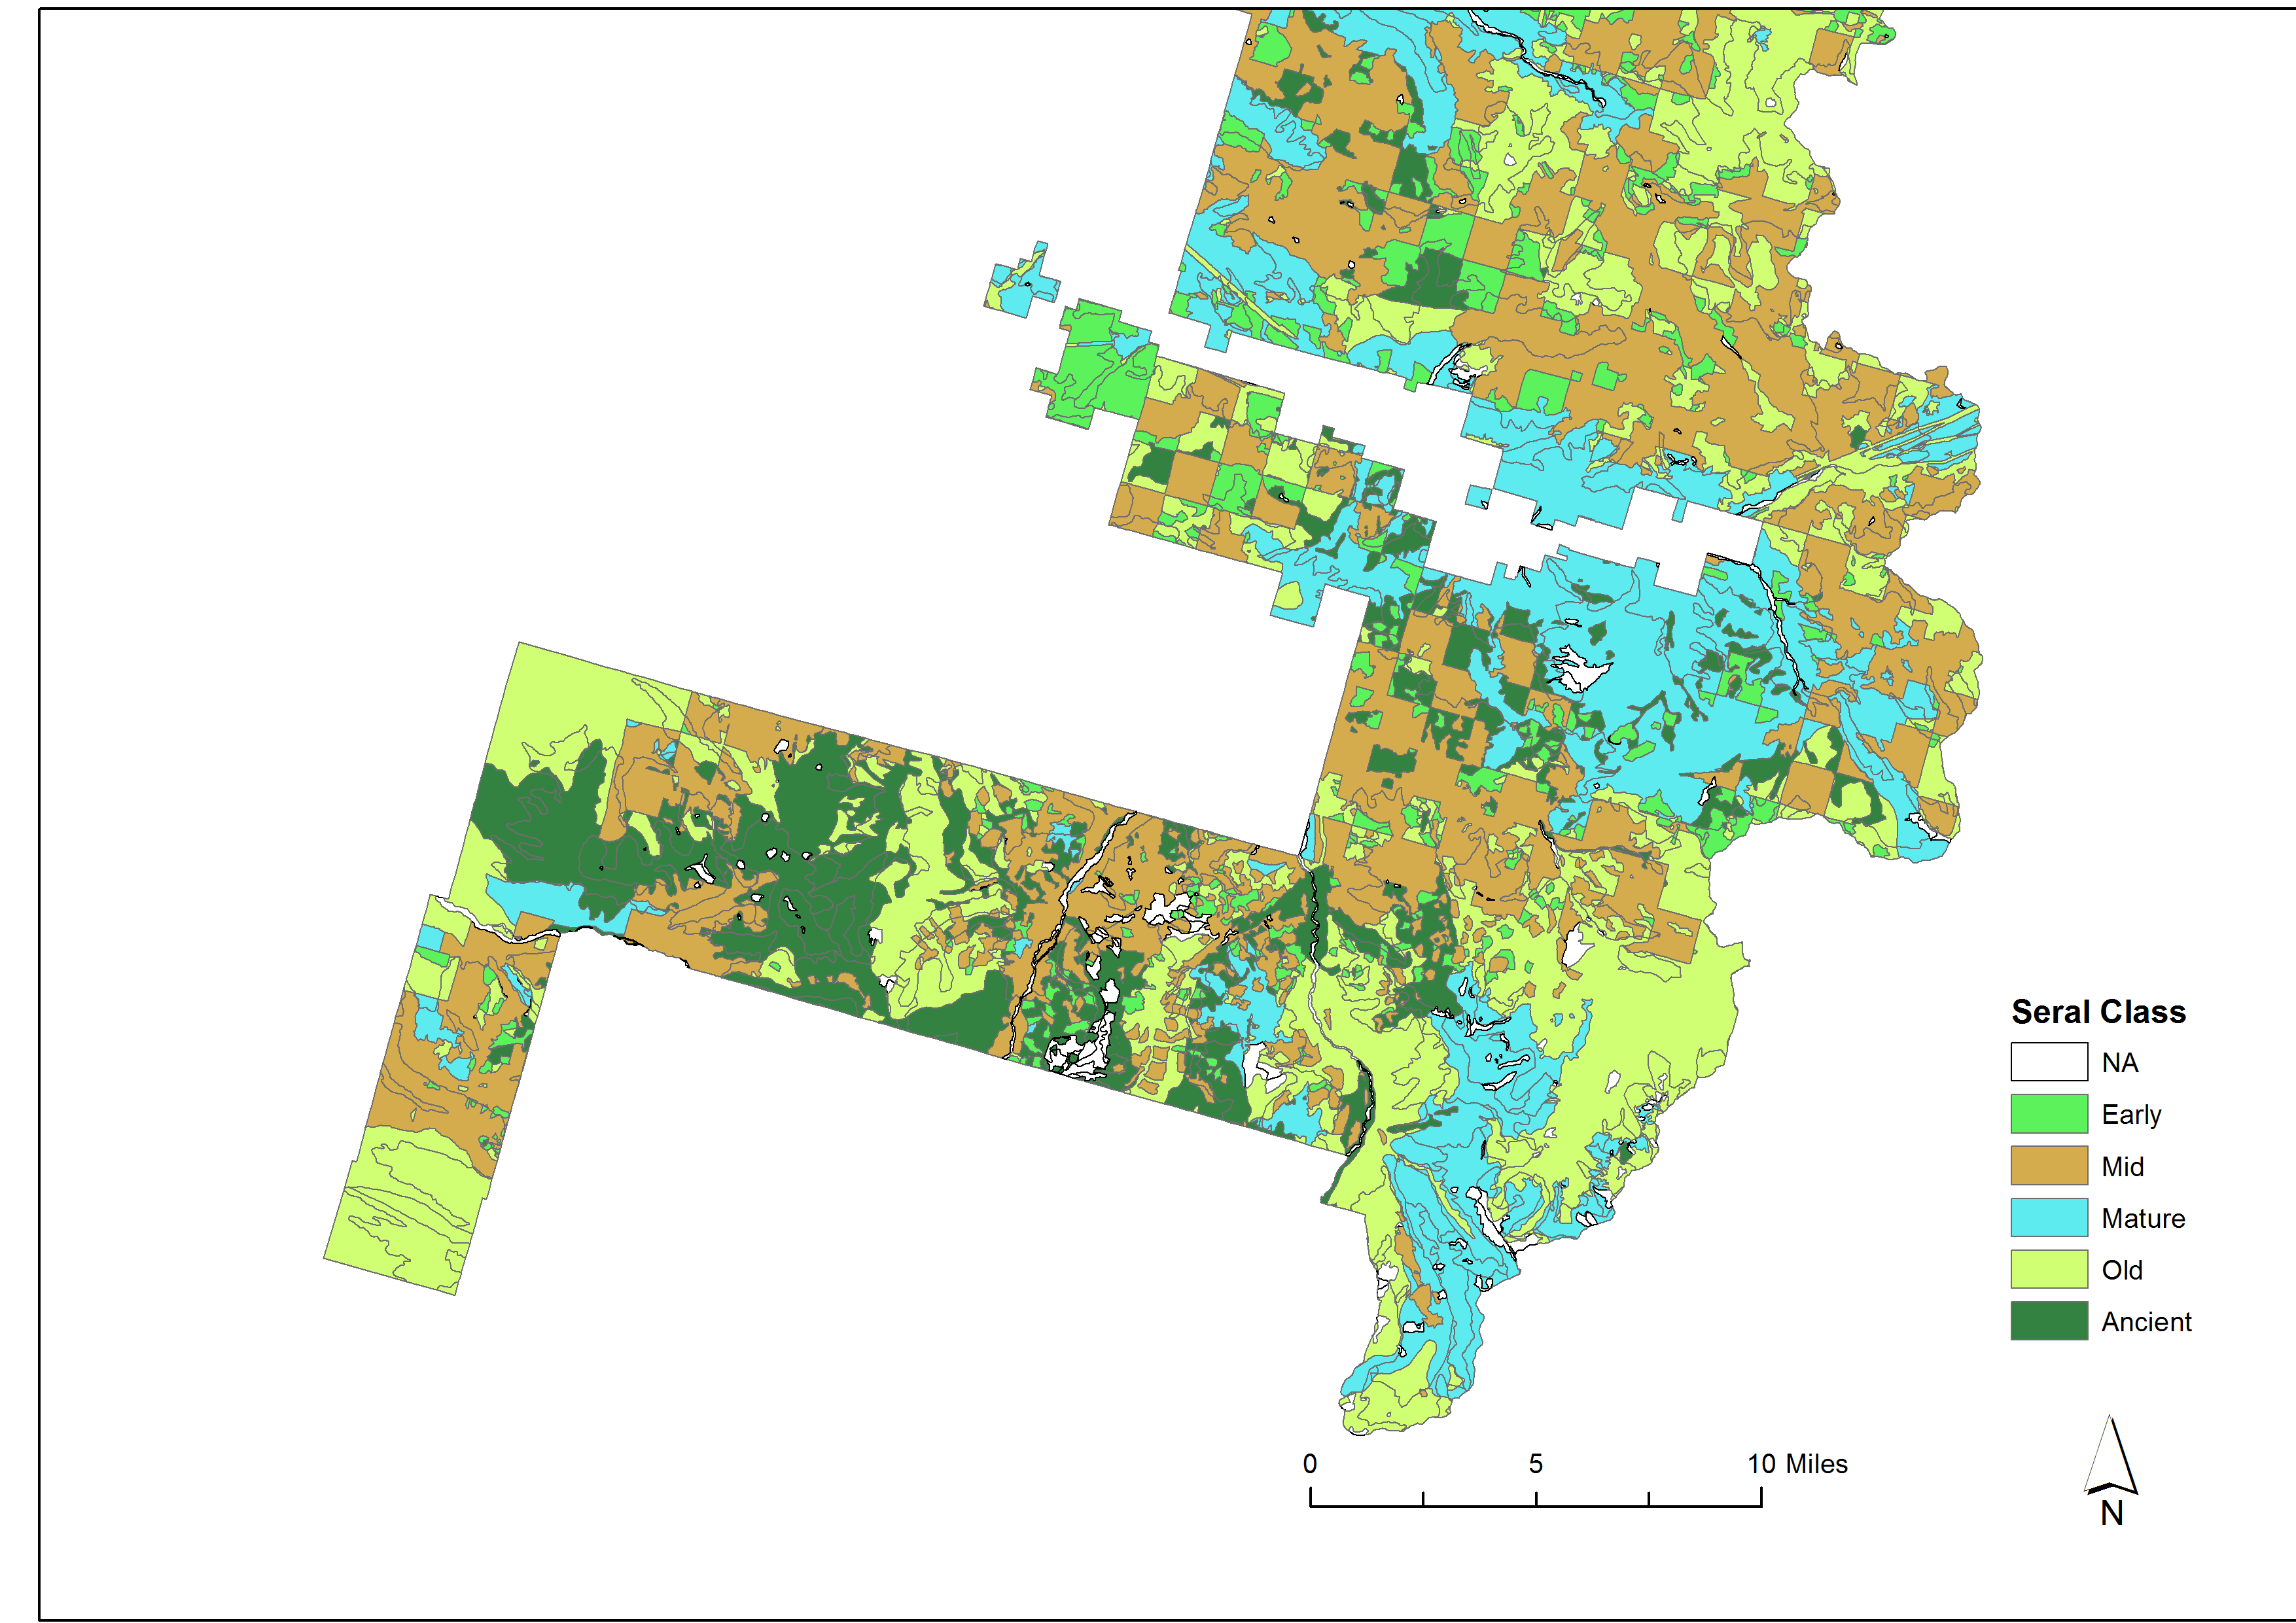 Seral Class
NA
Early
Mid
Mature
Old
Ancient
0 5 10 Miles
N